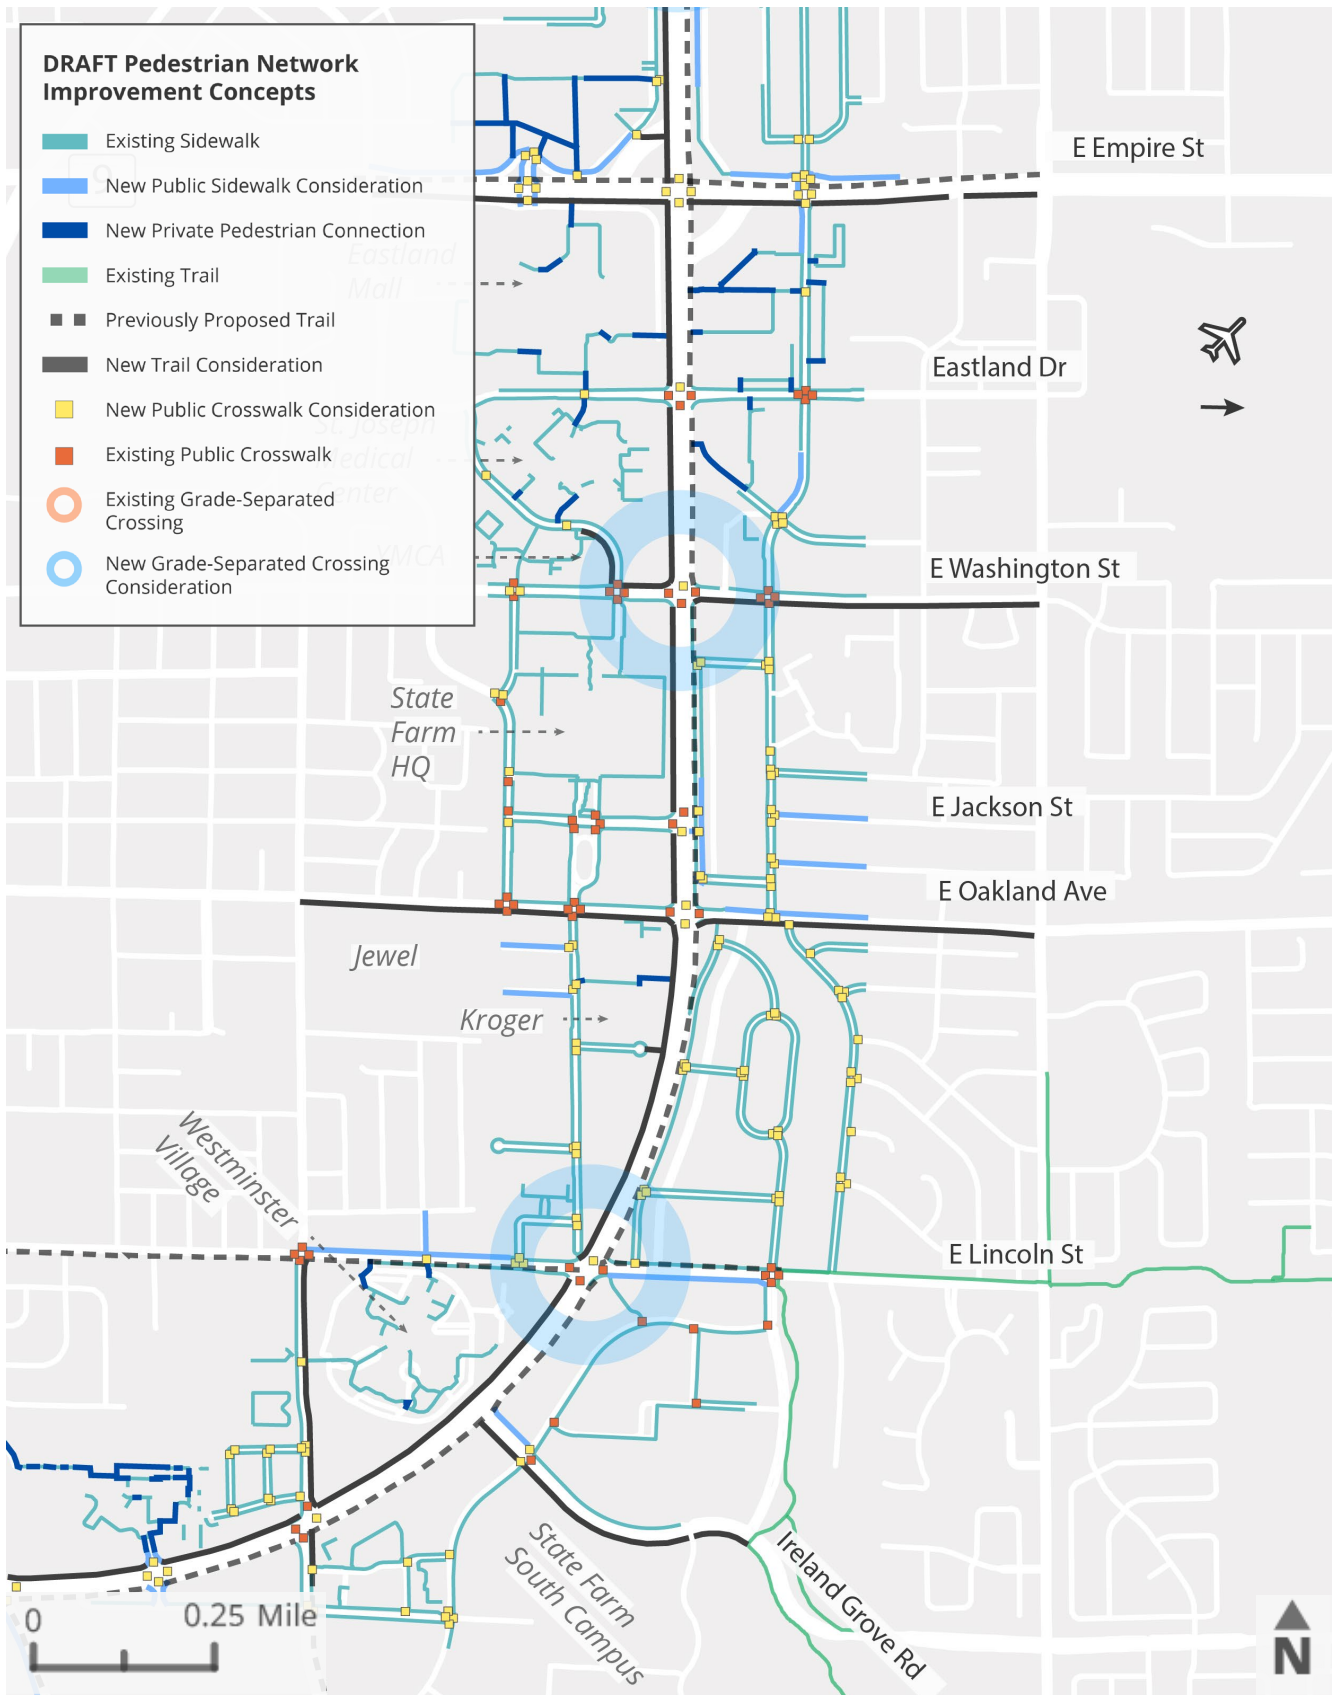 DRAFT Pedestrian Network
Improvement Concepts
Existing Sidewalk
New Public Sidewalk Consideration
New Private Pedestrian Connection
Existing Trail
Previously Proposed Trail
New Trail Consideration
New Public Crosswalk Consideration
Existing Public Crosswalk
Existing Grade-Separated
Crossing
New Grade-Separated Crossing
Consideration
9
Eastland
Mall
St. Joseph
Medical
Center
YMCA
E Empire St
Eastland Dr
E Washington St
State
Farm
HQ
E Jackson St
E Oakland Ave
Jewel
Kroger
Westminster
Village
E Lincoln St
State Farm
South Campus
Ireland Grove Rd
0
0.25 Mile
N